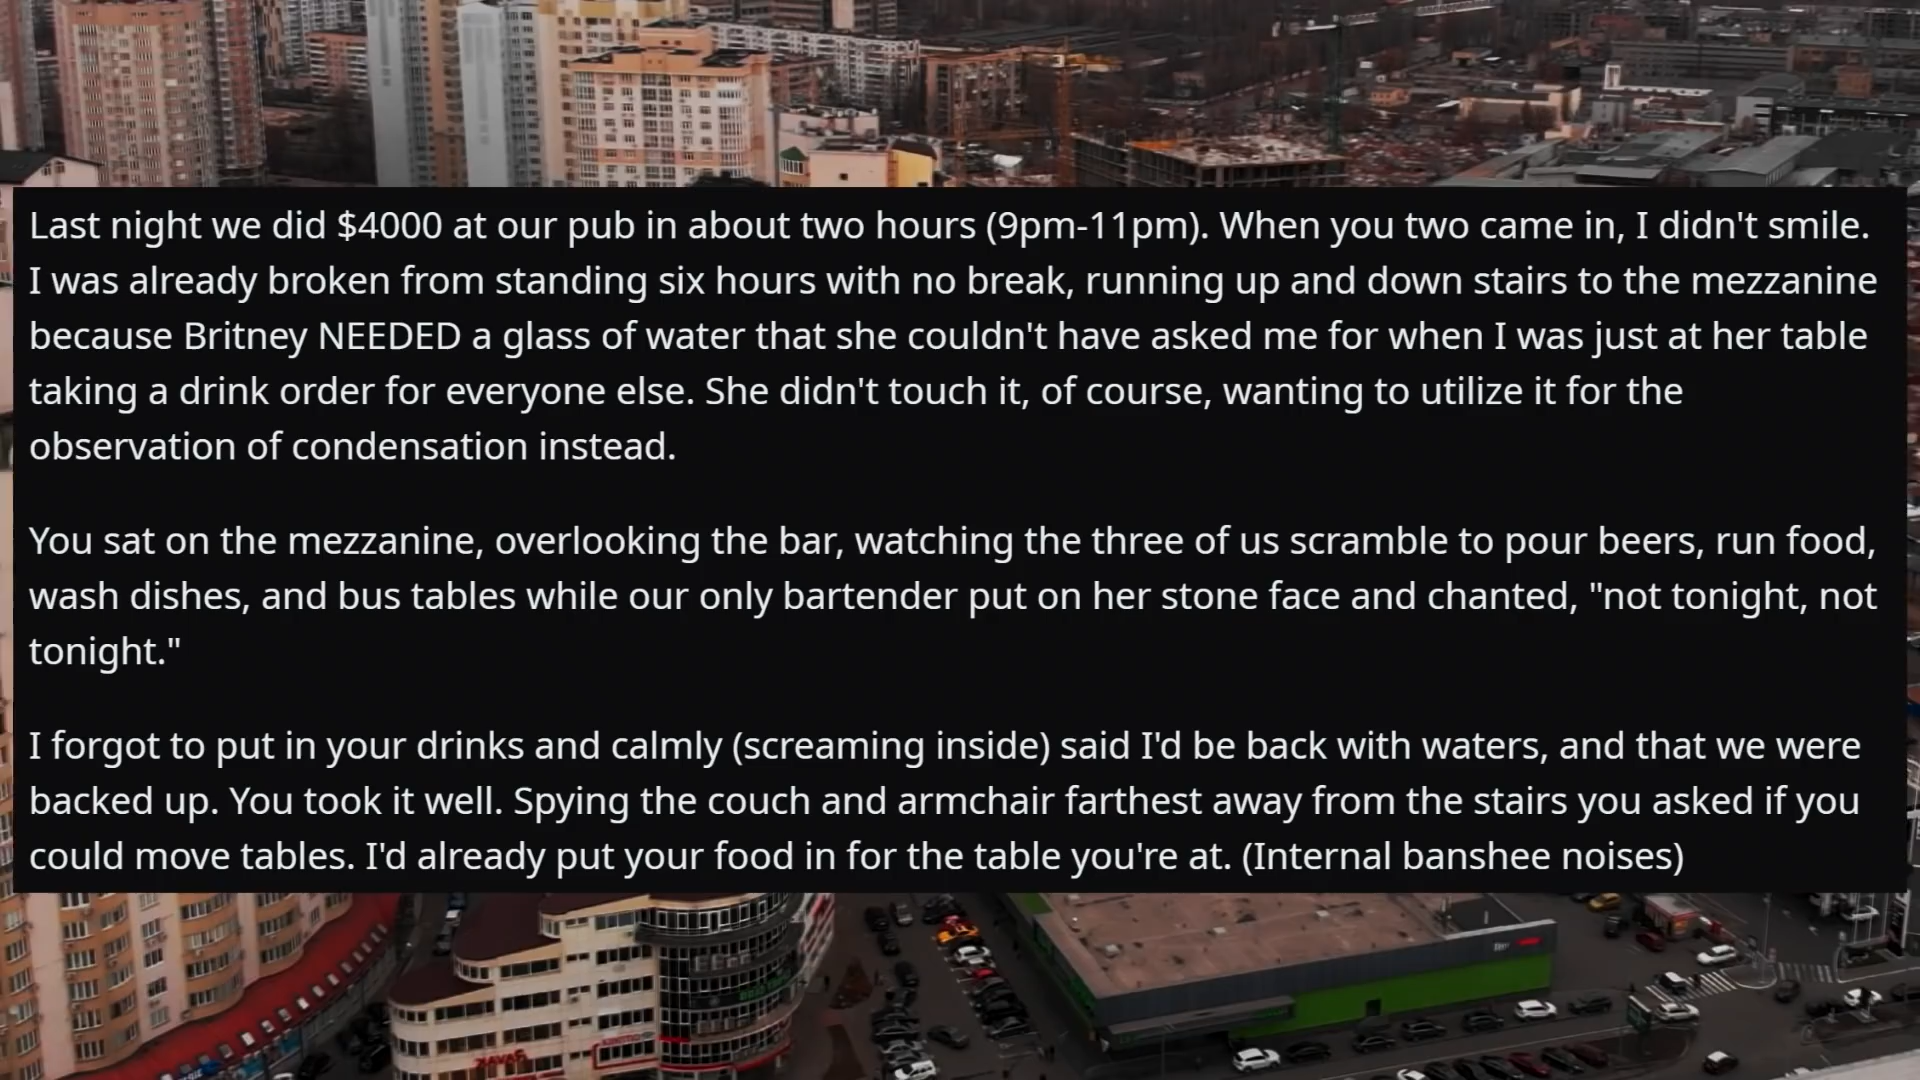 Last night we did $4000 at our pub in about two hours (9pm-11pm). When you two came in, I didn't smile.
I was already broken from standing six hours with no break, running up and down stairs to the mezzanine
because Britney NEEDED a glass of water that she couldn't have asked me for when I was just at her table
taking a drink order for everyone else. She didn't touch it, of course, wanting to utilize it for the
observation of condensation instead.
You sat on the mezzanine, overlooking the bar, watching the three of us scramble to pour beers, run food,
wash dishes, and bus tables while our only bartender put on her stone face and chanted, "not tonight, not
tonight."
I forgot to put in your drinks and calmly (screaming inside) said I'd be back with waters, and that we were
backed up. You took it well. Spying the couch and armchair farthest away from the stairs you asked if you
could move tables. I'd already put your food in for the table you're at. (Internal banshee noises)